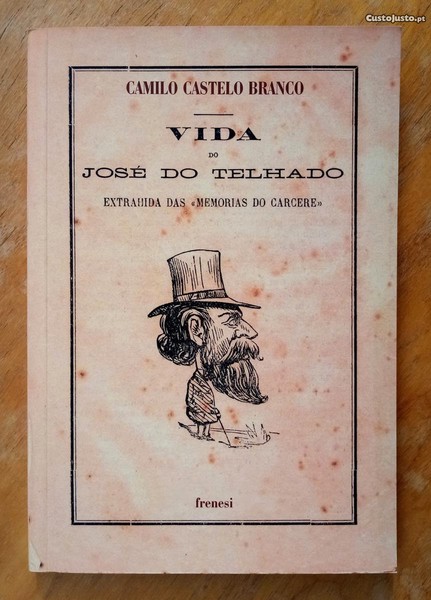 CustoJusto.pt
CAMILO CASTELO BRANCO
VIDA
DO
JOSÉ DO TELHADO
EXTRAHIDA DAS «MEMORIAS DO CARCERE»
frenesi